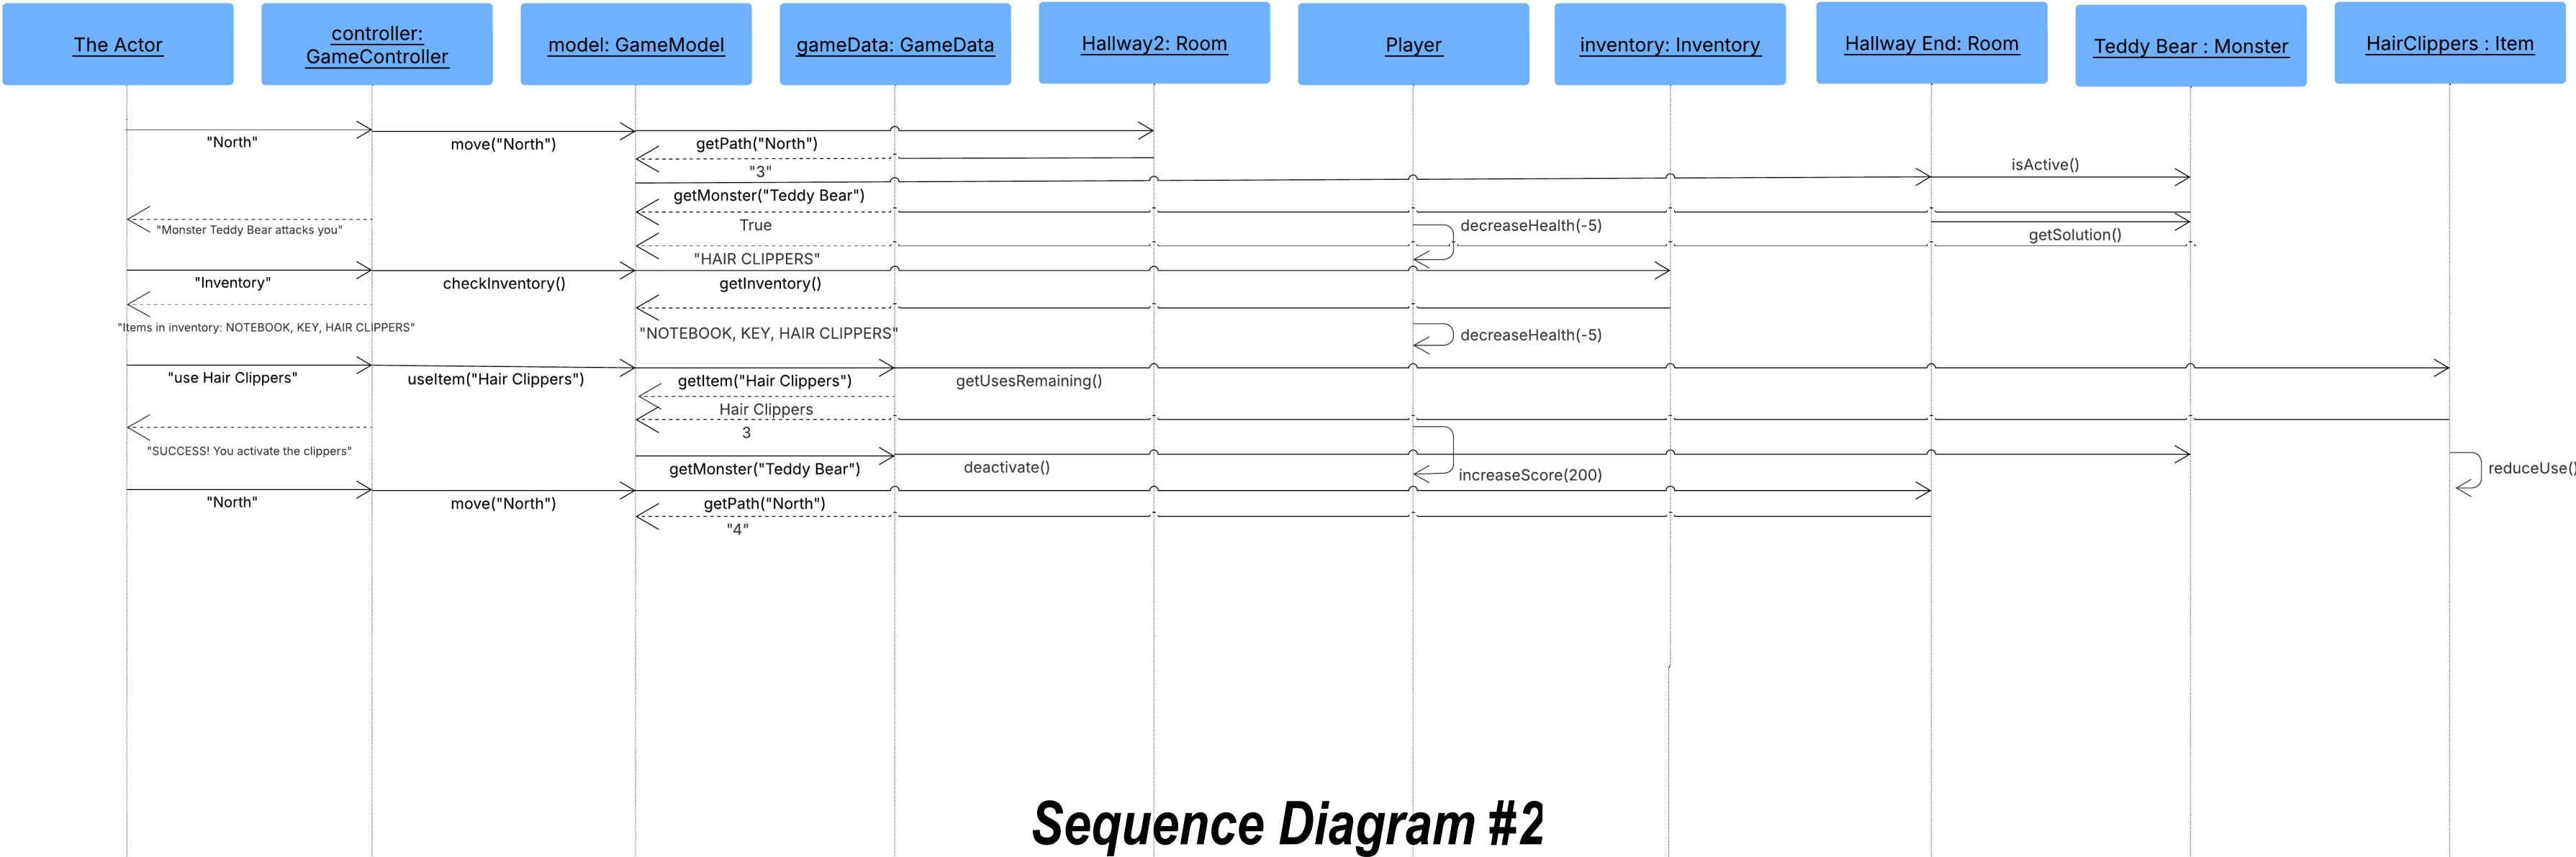 The Actor
controller:
GameController
model: GameModel
gameData: GameData
Hallway2: Room
Player
inventory: Inventory
Hallway End: Room
Teddy Bear : Monster
HairClippers : Item
"North"
move("North")
getPath("North")
"3"
isActive()
getMonster("Teddy Bear")
"Monster Teddy Bear attacks you"
True
decreaseHealth(-5)
getSolution()
"HAIR CLIPPERS"
"Inventory"
checkInventory()
getInventory()
"Items in inventory: NOTEBOOK, KEY, HAIR CLIPPERS"
"NOTEBOOK, KEY, HAIR CLIPPERS"
decreaseHealth(-5)
"use Hair Clippers"
useItem("Hair Clippers")
getItem("Hair Clippers")
getUsesRemaining()
Hair Clippers
3
"SUCCESS! You activate the clippers"
getMonster("Teddy Bear")
deactivate()
increaseScore(200)
reduceUse()
"North"
move("North")
getPath("North")
"4"
Sequence Diagram #2